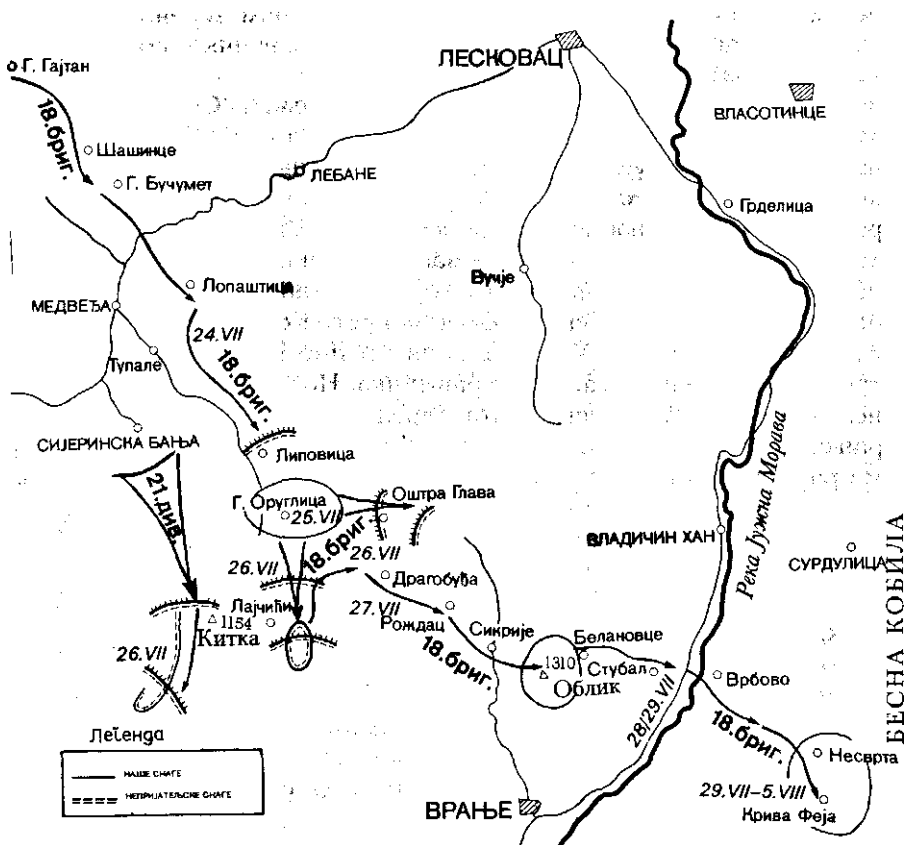 ЛЕСКОВАЦ
Г. Гајтан
18.бриг.
ВЛАСОТИНЦЕ
Шашинце
Г. Бучумет
ЛЕБАНЕ
Грделица
Вучје
Лопаштица
МЕДВЕЂА
24.VII
18.бриг.
Тупале
СИЈЕРИНСКА БАЊА
Липовица
Река Јужна Морава
21.див.
Г. Оруглица
25.VII
Оштра Глава
18.бриг.
ВЛАДИЧИН ХАН
СУРДУЛИЦА
БЕСНА КОБИЛА
26.VII
26.VII
Драгобуђа
27.VII
Лајчићи
1154
Китка
Рождац
Сикрије
Белановце
18.бриг.
1310
Стубал
Облик
Врбово
26.VII
28/29.VII
18.бриг.
Несврта
29.VII–5.VIII
Крива Феја
ВРАЊЕ
Легенда
НАШЕ СНАГЕ
НЕПРИЈАТЕЉСКЕ СНАГЕ